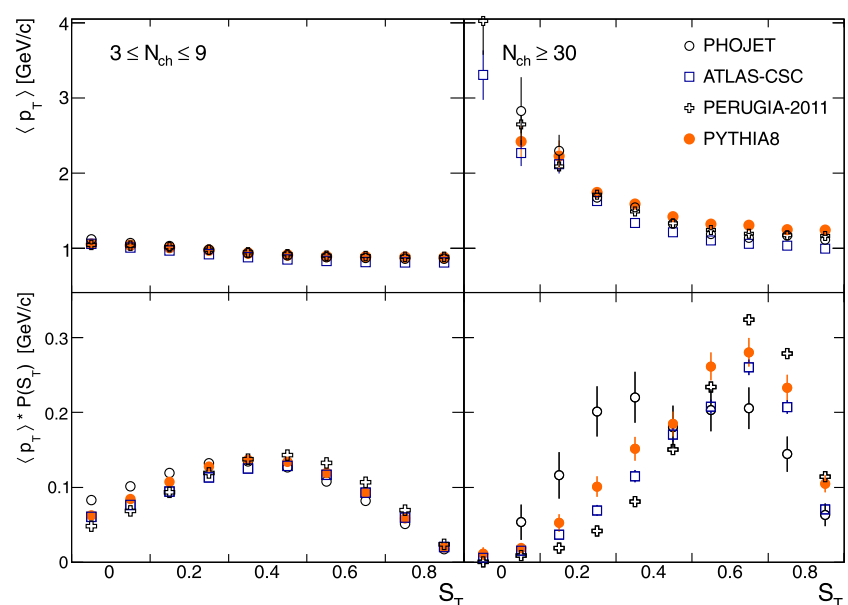 ⟨ p_T ⟩ [GeV/c]
4
3
2
1
3 ≤ N_ch ≤ 9
N_ch ≥ 30
PHOJET
ATLAS-CSC
PERUGIA-2011
PYTHIA8
⟨ p_T ⟩ * P(S_T) [GeV/c]
0.3
0.2
0.1
0
0 0.2 0.4 0.6 0.8
S_T
0 0.2 0.4 0.6 0.8
S_T